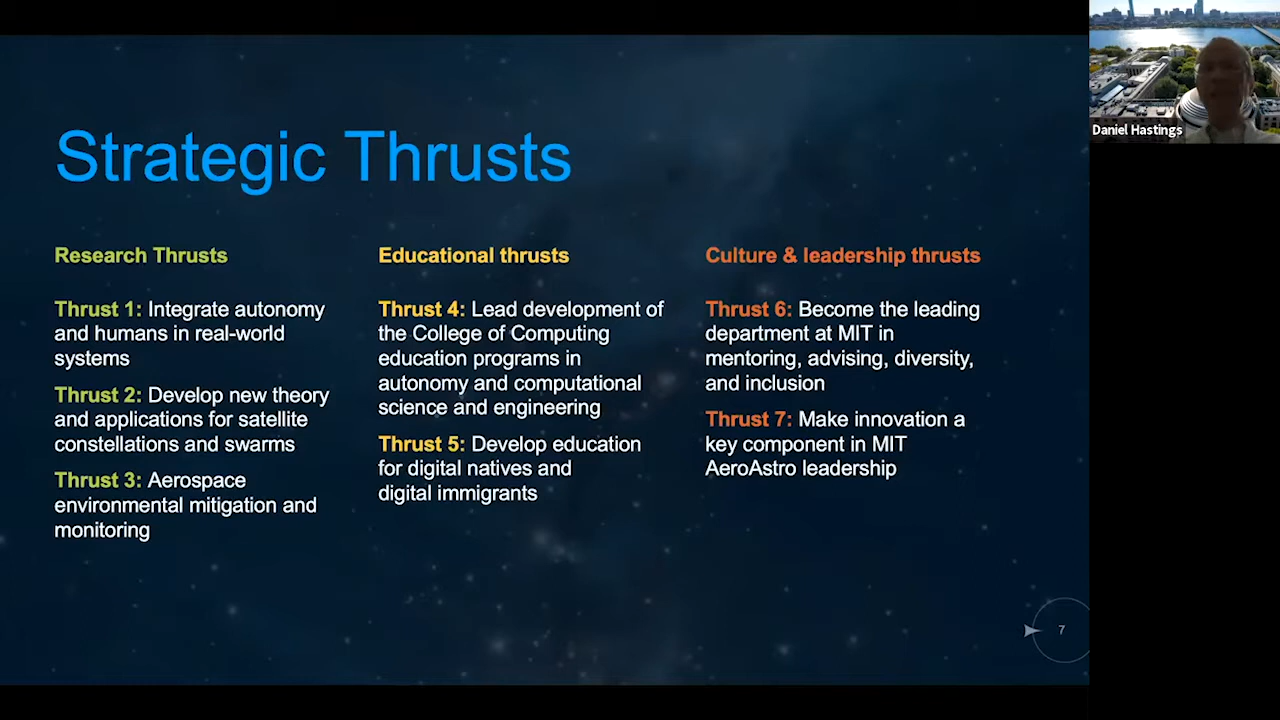 Strategic Thrusts
Research Thrusts
Thrust 1: Integrate autonomy
and humans in real-world
systems
Thrust 2: Develop new theory
and applications for satellite
constellations and swarms
Thrust 3: Aerospace
environmental mitigation and
monitoring
Educational thrusts
Thrust 4: Lead development of
the College of Computing
education programs in
autonomy and computational
science and engineering
Thrust 5: Develop education
for digital natives and
digital immigrants
Culture & leadership thrusts
Thrust 6: Become the leading
department at MIT in
mentoring, advising, diversity,
and inclusion
Thrust 7: Make innovation a
key component in MIT
AeroAstro leadership
7
Daniel Hastings